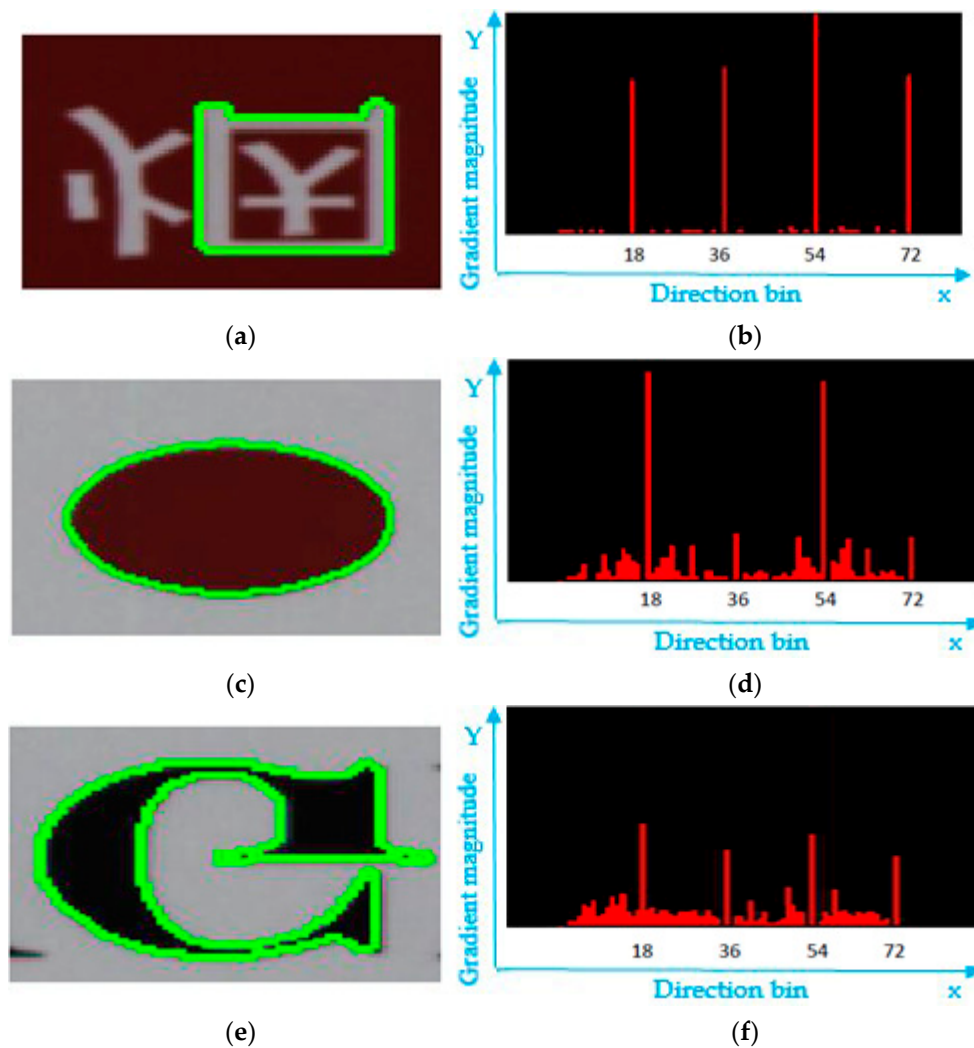 Y
Gradient magnitude
18 36 54 72
Direction bin x
(a) (b)
Y
Gradient magnitude
18 36 54 72
Direction bin x
(c) (d)
G
Y
Gradient magnitude
18 36 54 72
Direction bin x
(e) (f)